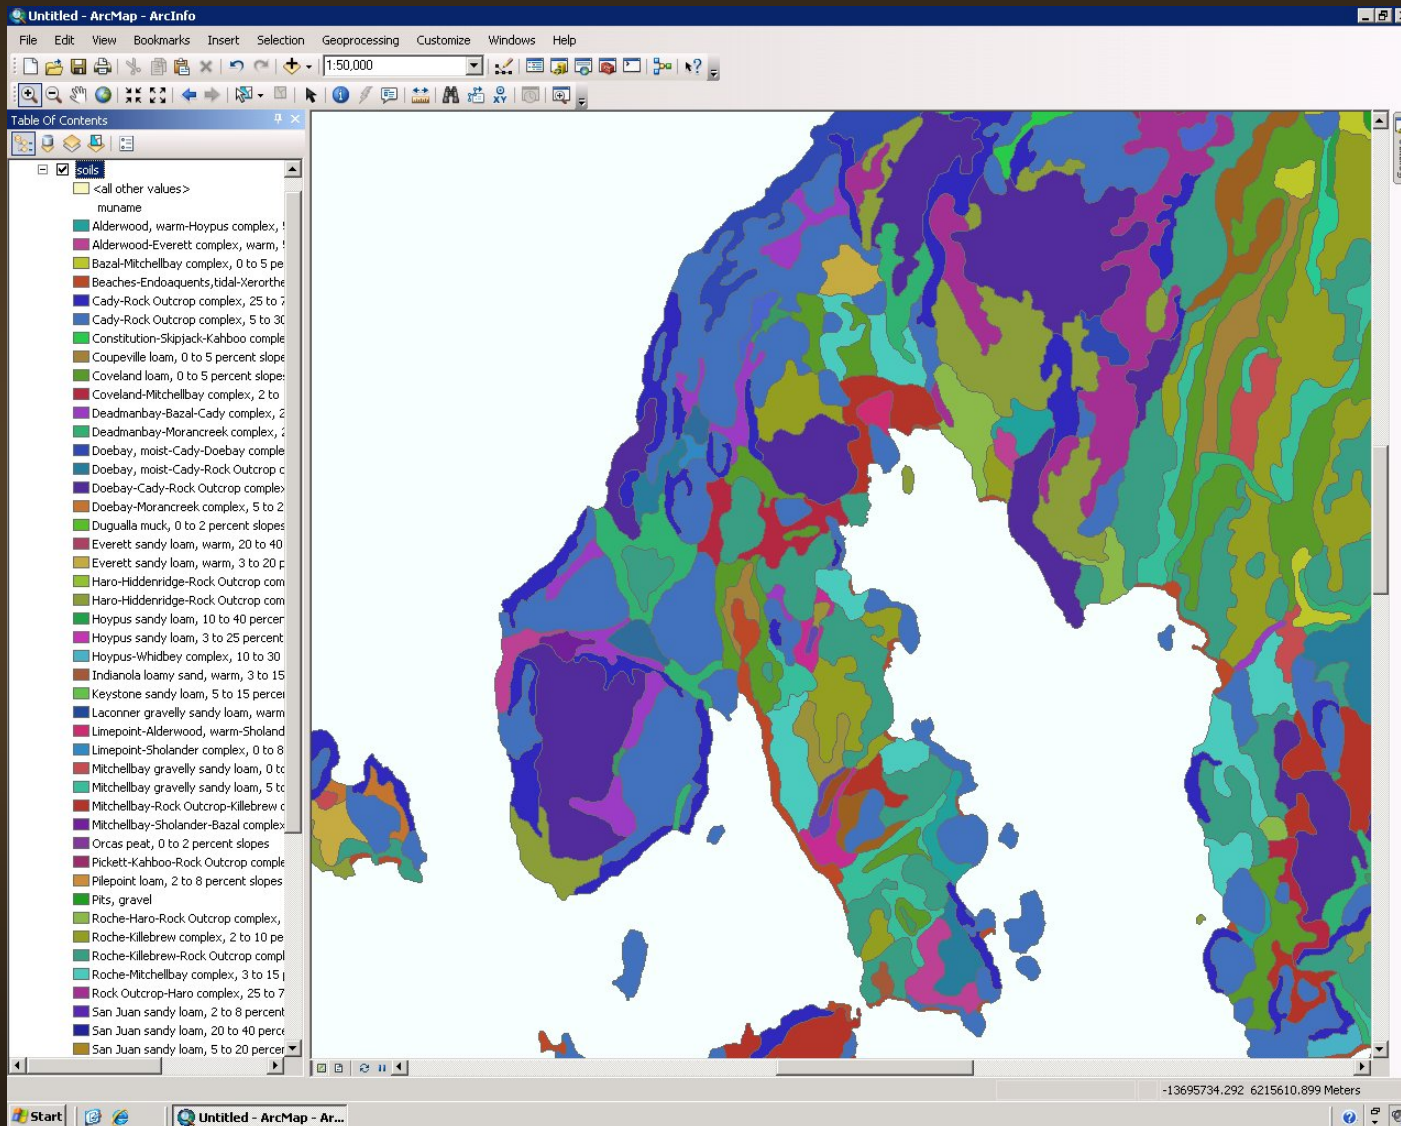 Untitled - ArcMap - ArcInfo
File Edit View Bookmarks Insert Selection Geoprocessing Customize Windows Help
1:50,000
Table Of Contents
soils
<all other values>
muname
Alderwood, warm-Hoypus complex,
Alderwood-Everett complex, warm,
Bazal-Mitchellbay complex, 0 to 5 pe
Beaches-Endoaquents,tidal-Xerorthe
Cady-Rock Outcrop complex, 25 to 7
Cady-Rock Outcrop complex, 5 to 30
Constitution-Skipjack-Kahboo comple
Coupeville loam, 0 to 5 percent slope
Coveland loam, 0 to 5 percent slopes
Coveland-Mitchellbay complex, 2 to
Deadmanbay-Bazal-Cady complex, 2
Deadmanbay-Morancreek complex, 2
Doebay, moist-Cady-Doebay comple
Doebay, moist-Cady-Rock Outcrop c
Doebay-Cady-Rock Outcrop complex
Doebay-Morancreek complex, 5 to 2
Dugualla muck, 0 to 2 percent slopes
Everett sandy loam, warm, 20 to 40
Everett sandy loam, warm, 3 to 20 p
Haro-Hiddenridge-Rock Outcrop com
Haro-Hiddenridge-Rock Outcrop com
Hoypus sandy loam, 10 to 40 percen
Hoypus sandy loam, 3 to 25 percent
Hoypus-Whidbey complex, 10 to 30
Indianola loamy sand, warm, 3 to 15
Keystone sandy loam, 5 to 15 percer
Laconner gravelly sandy loam, warm
Limepoint-Alderwood, warm-Sholand
Limepoint-Sholander complex, 0 to 8
Mitchellbay gravelly sandy loam, 0 to
Mitchellbay gravelly sandy loam, 5 to
Mitchellbay-Rock Outcrop-Killebrew c
Mitchellbay-Sholander-Bazal complex
Orcas peat, 0 to 2 percent slopes
Pickett-Kahboo-Rock Outcrop comple
Pilepoint loam, 2 to 8 percent slopes
Pits, gravel
Roche-Haro-Rock Outcrop complex,
Roche-Killebrew complex, 2 to 10 pe
Roche-Killebrew-Rock Outcrop compl
Roche-Mitchellbay complex, 3 to 15
Rock Outcrop-Haro complex, 25 to 7
San Juan sandy loam, 2 to 8 percent
San Juan sandy loam, 20 to 40 perce
San Juan sandy loam, 5 to 20 percer
-13695734.292 6215610.899 Meters
Start
Untitled - ArcMap - Ar...